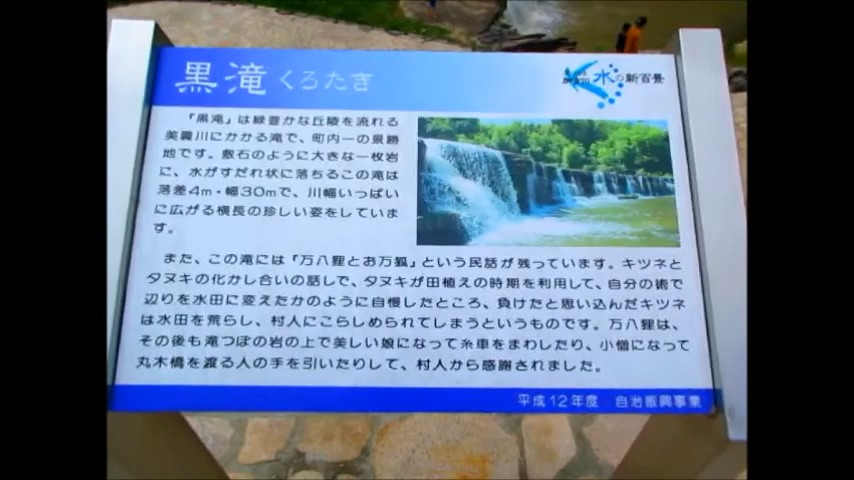 黒滝 くろたき
水の新百景
「黒滝」は緑豊かな丘陵を流れる
美嚢川にかかる滝で、町内一の景勝
地です。敷石のように大きな一枚岩
に、水がすだれ状に落ちるこの滝は
落差4m・幅30mで、川幅いっぱい
に広がる横長の珍しい姿をしていま
す。
また、この滝には「万八狸とお万狐」という民話が残っています。キツネと
タヌキの化かし合いの話しで、タヌキが田植えの時期を利用して、自分の術で
辺りを水田に変えたかのように自慢したところ、負けたと思い込んだキツネ
は水田を荒らし、村人にこらしめられてしまうというものです。万八狸は、
その後も滝つぼの岩の上で美しい娘になって糸車をまわしたり、小僧になって
丸木橋を渡る人の手を引いたりして、村人から感謝されました。
平成12年度 自治振興事業